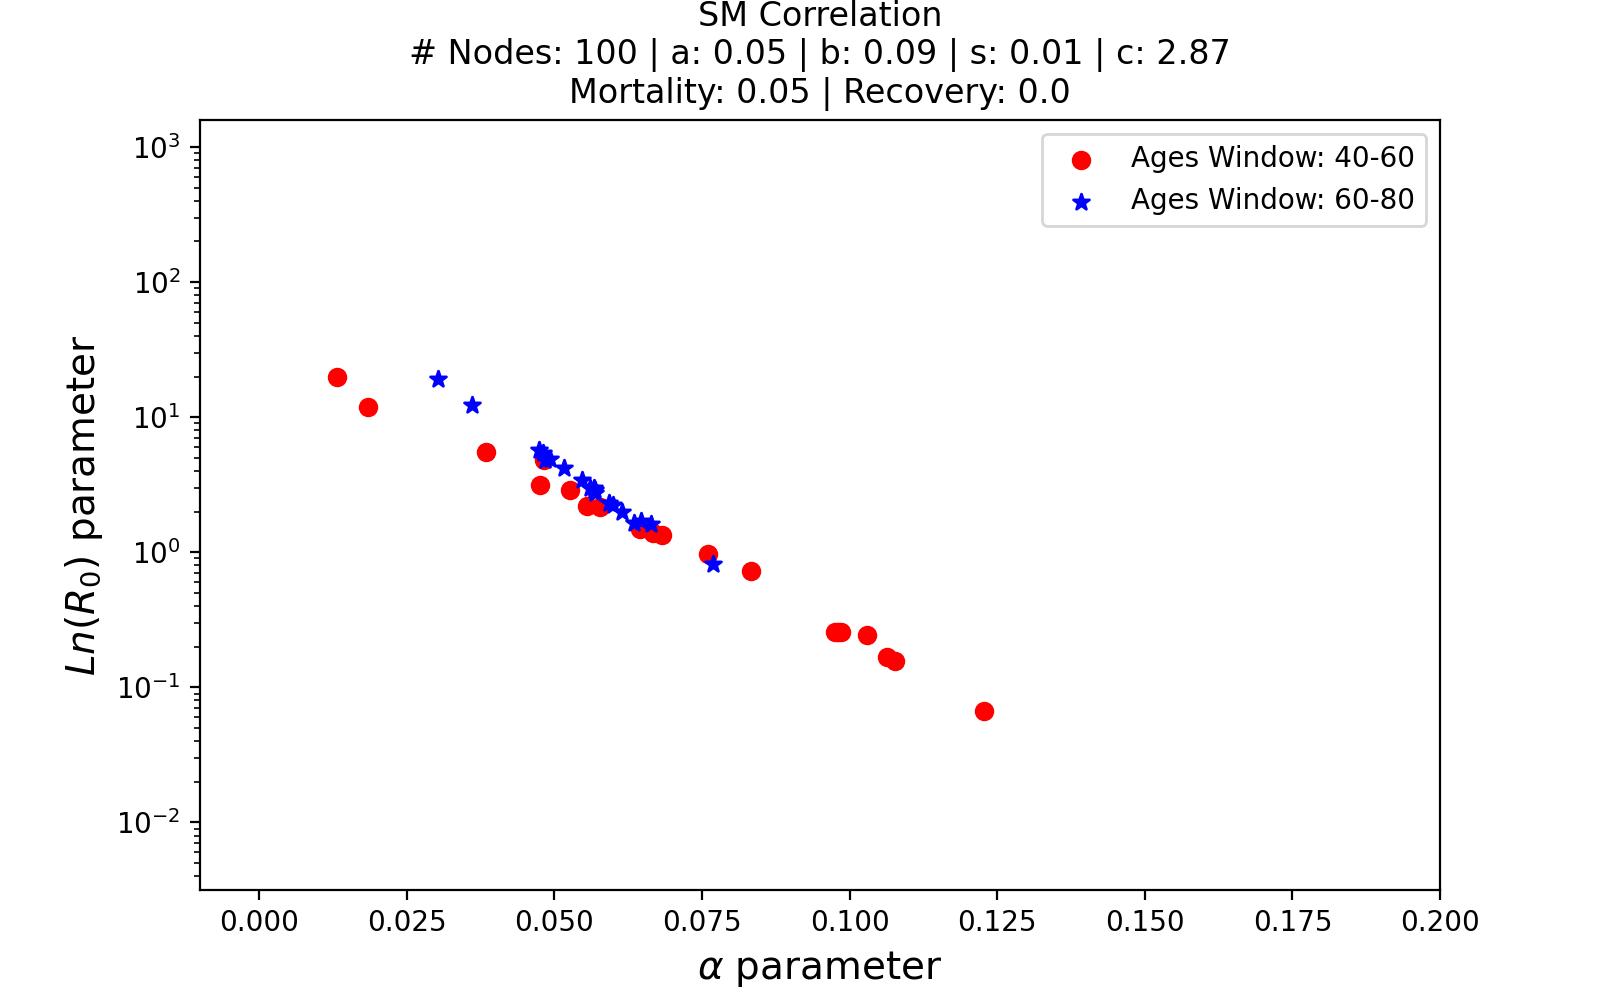 SM Correlation
# Nodes: 100 | a: 0.05 | b: 0.09 | s: 0.01 | c: 2.87
Mortality: 0.05 | Recovery: 0.0
Ages Window: 40-60
Ages Window: 60-80
Ln(R₀) parameter
10³
10²
10¹
10⁰
10⁻¹
10⁻²
0.000 0.025 0.050 0.075 0.100 0.125 0.150 0.175 0.200
α parameter